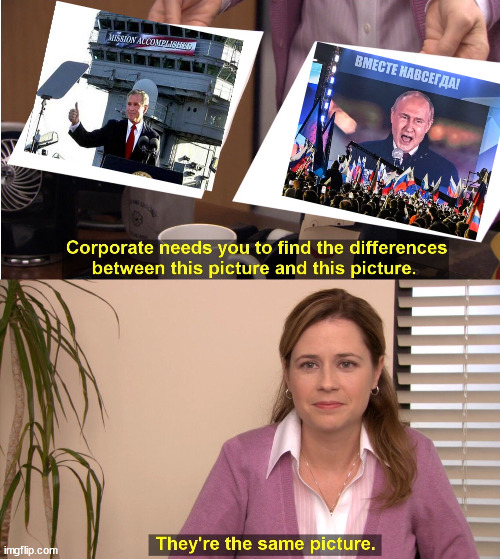 MISSION ACCOMPLISHED
ВМЕСТЕ НАВСЕГДА!
Corporate needs you to find the differences
between this picture and this picture.
They're the same picture.
imgflip.com